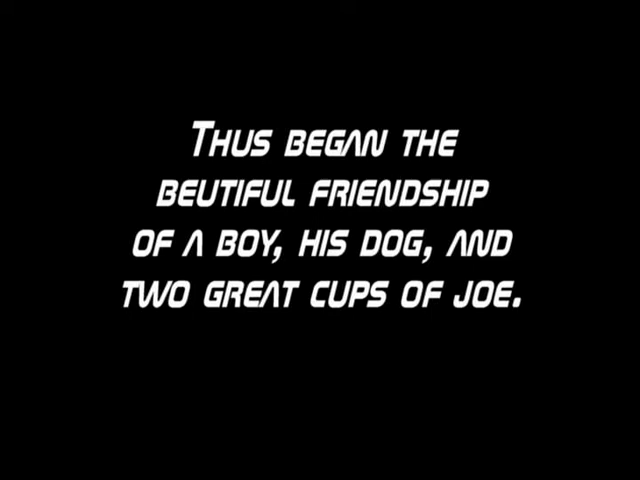 Thus began the
beutiful friendship
of a boy, his dog, and
two great cups of joe.